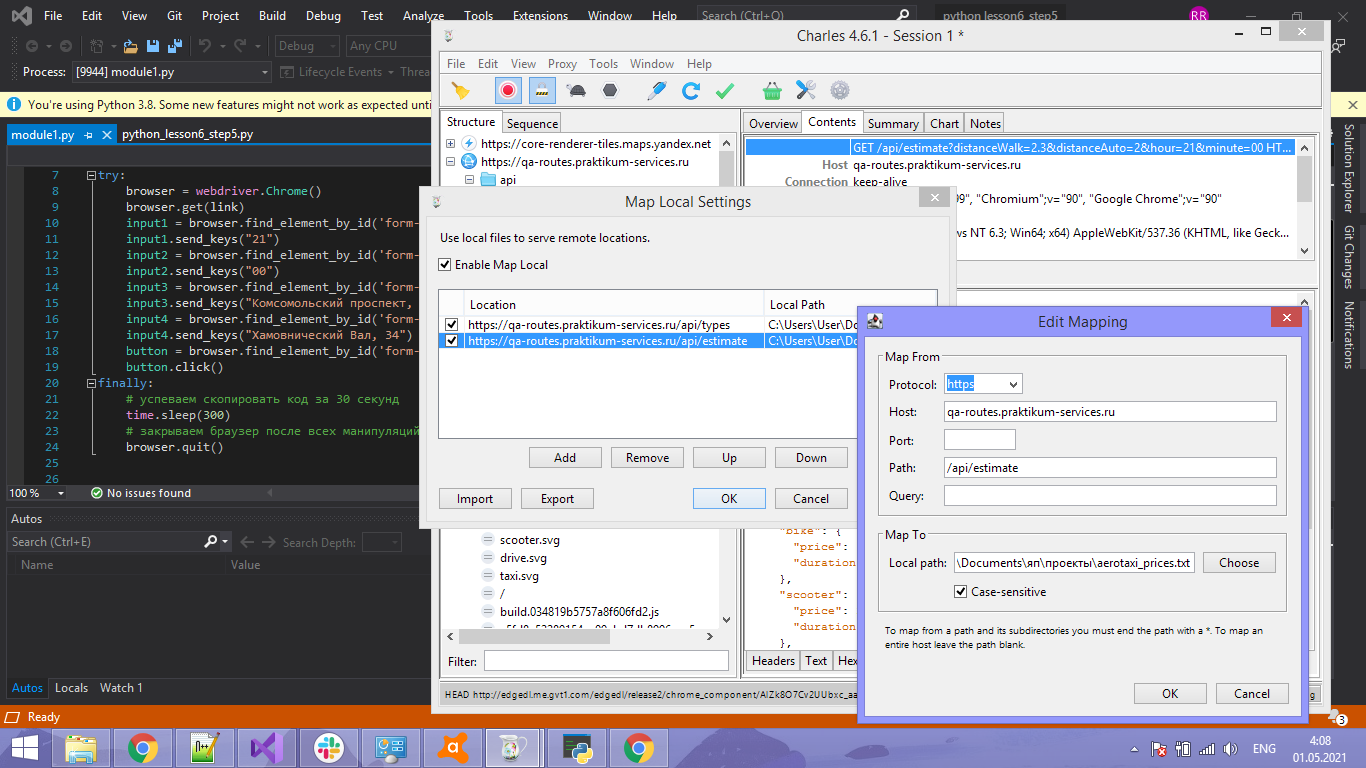 File Edit View Git Project Build Debug Test Analyze Tools Extensions Window Help Search (Ctrl+Q) python lesson6_step5 RR
Debug Any CPU
Process: [9944] module1.py Lifecycle Events
You're using Python 3.8. Some new features might not work as expected
module1.py python_lesson6_step5.py
7 try:
8 browser = webdriver.Chrome()
9 browser.get(link)
10 input1 = browser.find_element_by_id('form-
11 input1.send_keys("21")
12 input2 = browser.find_element_by_id('form-
13 input2.send_keys("00")
14 input3 = browser.find_element_by_id('form-
15 input3.send_keys("Комсомольский проспект,
16 input4 = browser.find_element_by_id('form-
17 input4.send_keys("Хамовнический Вал, 34")
18 button = browser.find_element_by_id('form-
19 button.click()
20 finally:
21 # успеваем скопировать код за 30 секунд
22 time.sleep(300)
23 # закрываем браузер после всех манипуляций
24 browser.quit()
25
26
100 % No issues found
Autos
Search (Ctrl+E) Search Depth:
Name Value
Autos Locals Watch 1
Ready
Solution Explorer
Git Changes
Notifications
3
Charles 4.6.1 - Session 1 *
File Edit View Proxy Tools Window Help
Structure Sequence
https://core-renderer-tiles.maps.yandex.net
https://qa-routes.praktikum-services.ru
api
scooter.svg
drive.svg
taxi.svg
/
build.034819b5757a8f606fd2.js
Filter:
Overview Contents Summary Chart Notes
GET /api/estimate?distanceWalk=2.3&distanceAuto=2&hour=21&minute=00 HT...
Host qa-routes.praktikum-services.ru
Connection keep-alive
"Chromium";v="90", "Google Chrome";v="90"
NT 6.3; Win64; x64) AppleWebKit/537.36 (KHTML, like Geck...
"bike": {
"price":
"duration
},
"scooter":
"price":
"duration
},
Headers Text Hex
Map Local Settings
Use local files to serve remote locations.
Enable Map Local
Location Local Path
https://qa-routes.praktikum-services.ru/api/types C:\Users\User\Do
https://qa-routes.praktikum-services.ru/api/estimate C:\Users\User\Do
Add Remove Up Down
Import Export OK Cancel
Edit Mapping
Map From
Protocol: https
Host: qa-routes.praktikum-services.ru
Port:
Path: /api/estimate
Query:
Map To
Local path: \Documents\яп\проекты\aerotaxi_prices.txt Choose
Case-sensitive
To map from a path and its subdirectories you must end the path with a *. To map an
entire host leave the path blank.
OK Cancel
ENG
4:08
01.05.2021